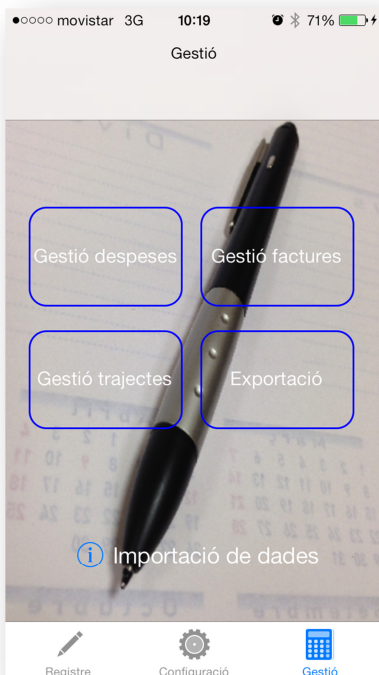 movistar 3G 10:19 71%
Gestió
Gestió despeses Gestió factures
Gestió trajectes Exportació
Importació de dades
Registre Configuració Gestió